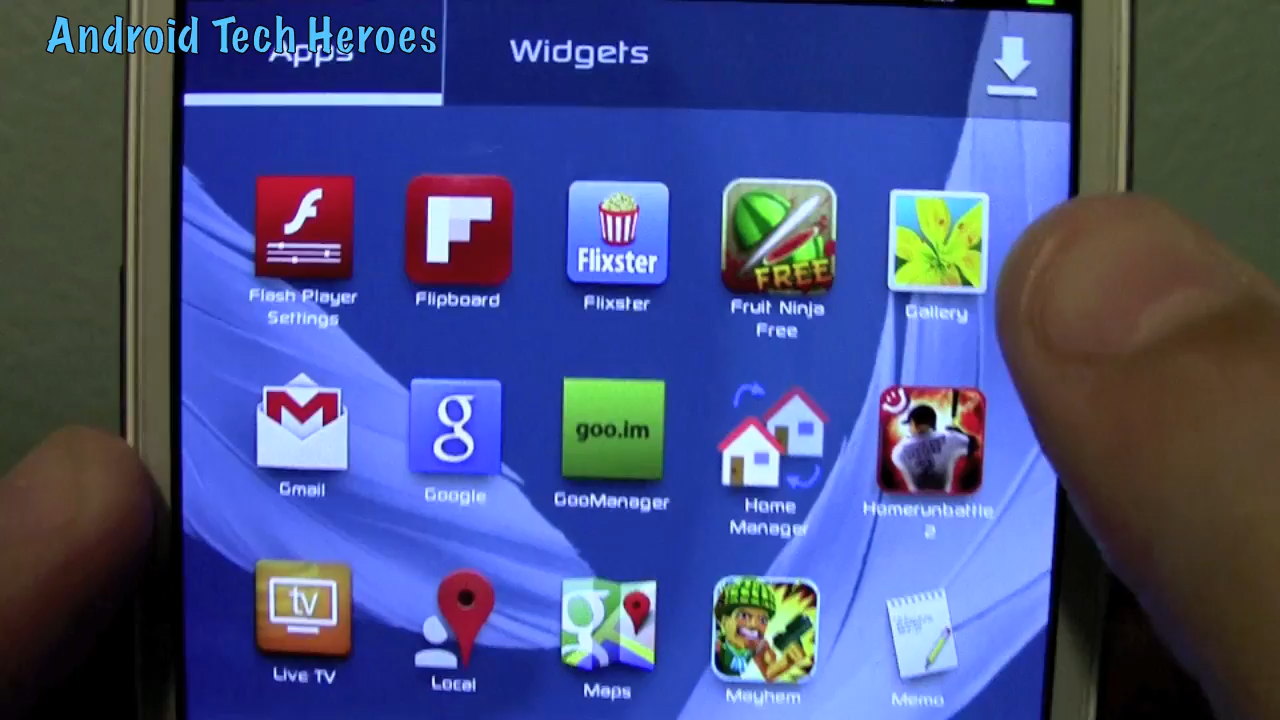 Android Tech Heroes
Apps
Widgets
Flixster
FREE
Flash Player
Settings
Flipboard
Flixster
Fruit Ninja
Free
Gallery
g
goo.im
Gmail
Google
GooManager
Home
Manager
Homerunbattle
2
tv
g
Live TV
Local
Maps
Mayhem
Memo